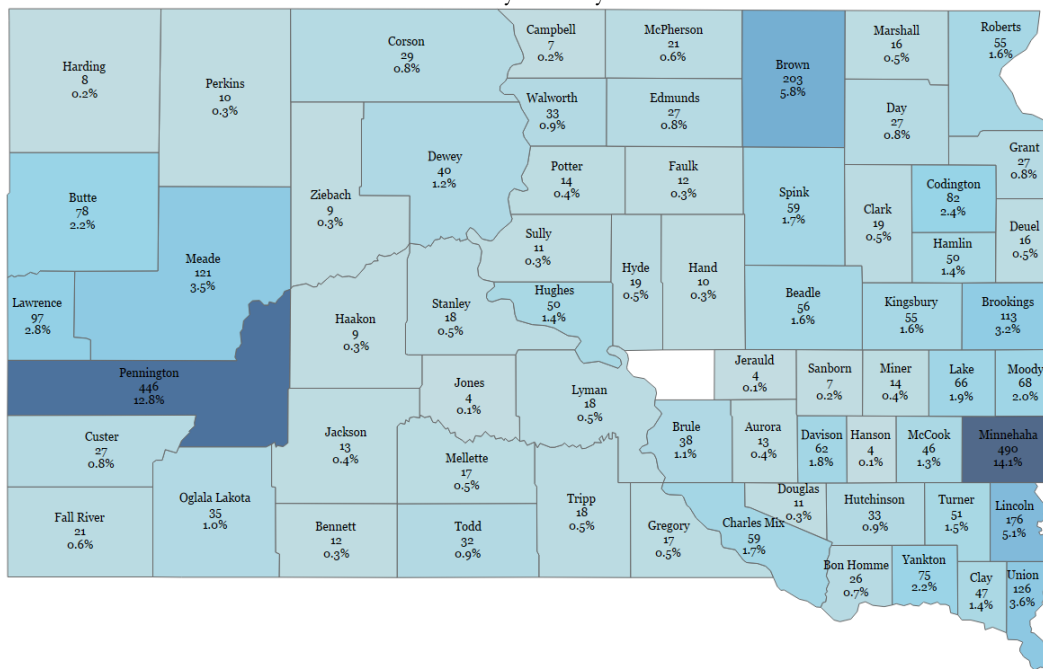 Harding
8
0.2%
Perkins
10
0.3%
Corson
29
0.8%
Campbell
7
0.2%
McPherson
21
0.6%
Brown
203
5.8%
Marshall
16
0.5%
Roberts
55
1.6%
Walworth
33
0.9%
Edmunds
27
0.8%
Day
27
0.8%
Grant
27
0.8%
Butte
78
2.2%
Ziebach
9
0.3%
Dewey
40
1.2%
Potter
14
0.4%
Faulk
12
0.3%
Spink
59
1.7%
Clark
19
0.5%
Codington
82
2.4%
Deuel
16
0.5%
Meade
121
3.5%
Sully
11
0.3%
Hyde
19
0.5%
Hand
10
0.3%
Hamlin
50
1.4%
Lawrence
97
2.8%
Haakon
9
0.3%
Stanley
18
0.5%
Hughes
50
1.4%
Beadle
56
1.6%
Kingsbury
55
1.6%
Brookings
113
3.2%
Pennington
446
12.8%
Jones
4
0.1%
Lyman
18
0.5%
Jerauld
4
0.1%
Sanborn
7
0.2%
Miner
14
0.4%
Lake
66
1.9%
Moody
68
2.0%
Custer
27
0.8%
Jackson
13
0.4%
Mellette
17
0.5%
Brule
38
1.1%
Aurora
13
0.4%
Davison
62
1.8%
Hanson
4
0.1%
McCook
46
1.3%
Minnehaha
490
14.1%
Fall River
21
0.6%
Oglala Lakota
35
1.0%
Bennett
12
0.3%
Todd
32
0.9%
Tripp
18
0.5%
Gregory
17
0.5%
Charles Mix
59
1.7%
Douglas
11
0.3%
Hutchinson
33
0.9%
Turner
51
1.5%
Lincoln
176
5.1%
Bon Homme
26
0.7%
Yankton
75
2.2%
Clay
47
1.4%
Union
126
3.6%